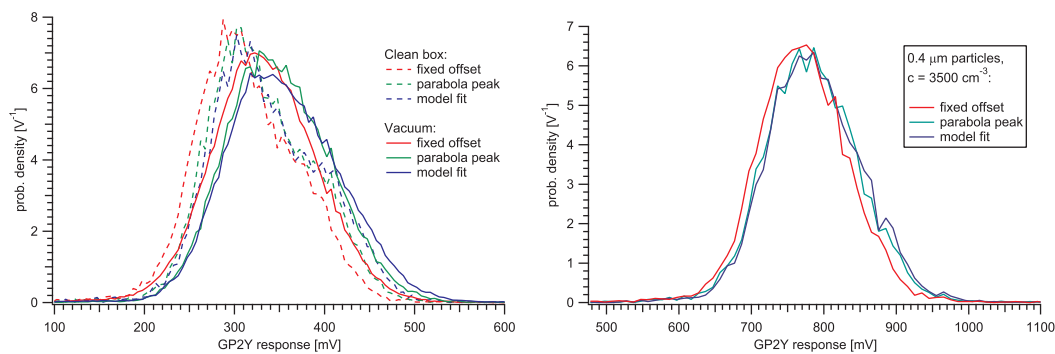 8
6
4
2
0
prob. density [V⁻¹]
100
200
300
400
500
600
GP2Y response [mV]
Clean box:
fixed offset
parabola peak
model fit
Vacuum:
fixed offset
parabola peak
model fit
7
6
5
4
3
2
1
0
prob. density [V⁻¹]
500
600
700
800
900
1000
1100
GP2Y response [mV]
0.4 μm particles,
c = 3500 cm⁻³:
fixed offset
parabola peak
model fit